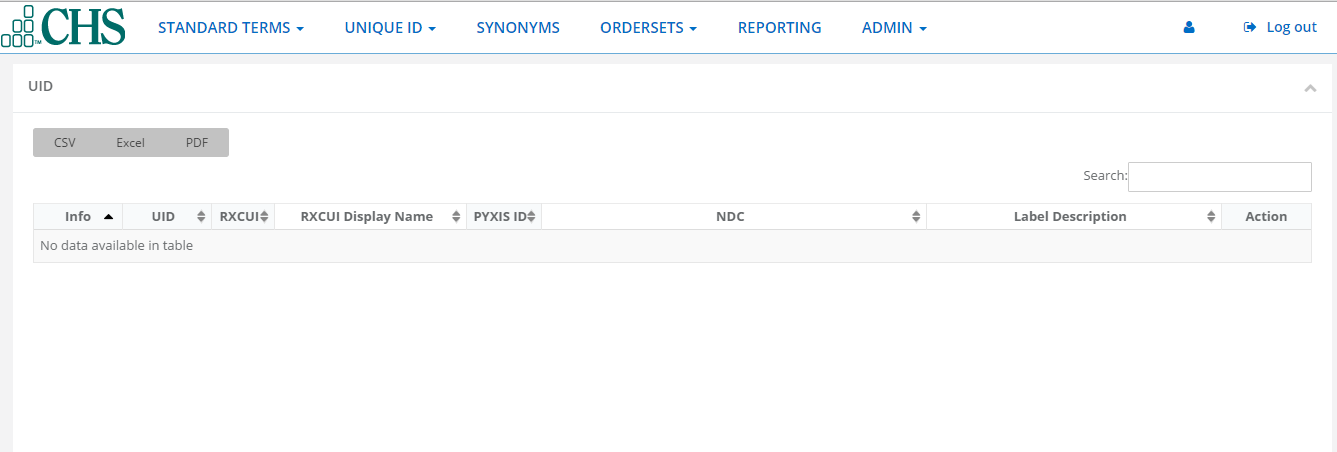 CHS STANDARD TERMS UNIQUE ID SYNONYMS ORDERSETS REPORTING ADMIN Log out
UID
CSV Excel PDF
Search:
Info UID RXCUI RXCUI Display Name PYXIS ID NDC Label Description Action
No data available in table